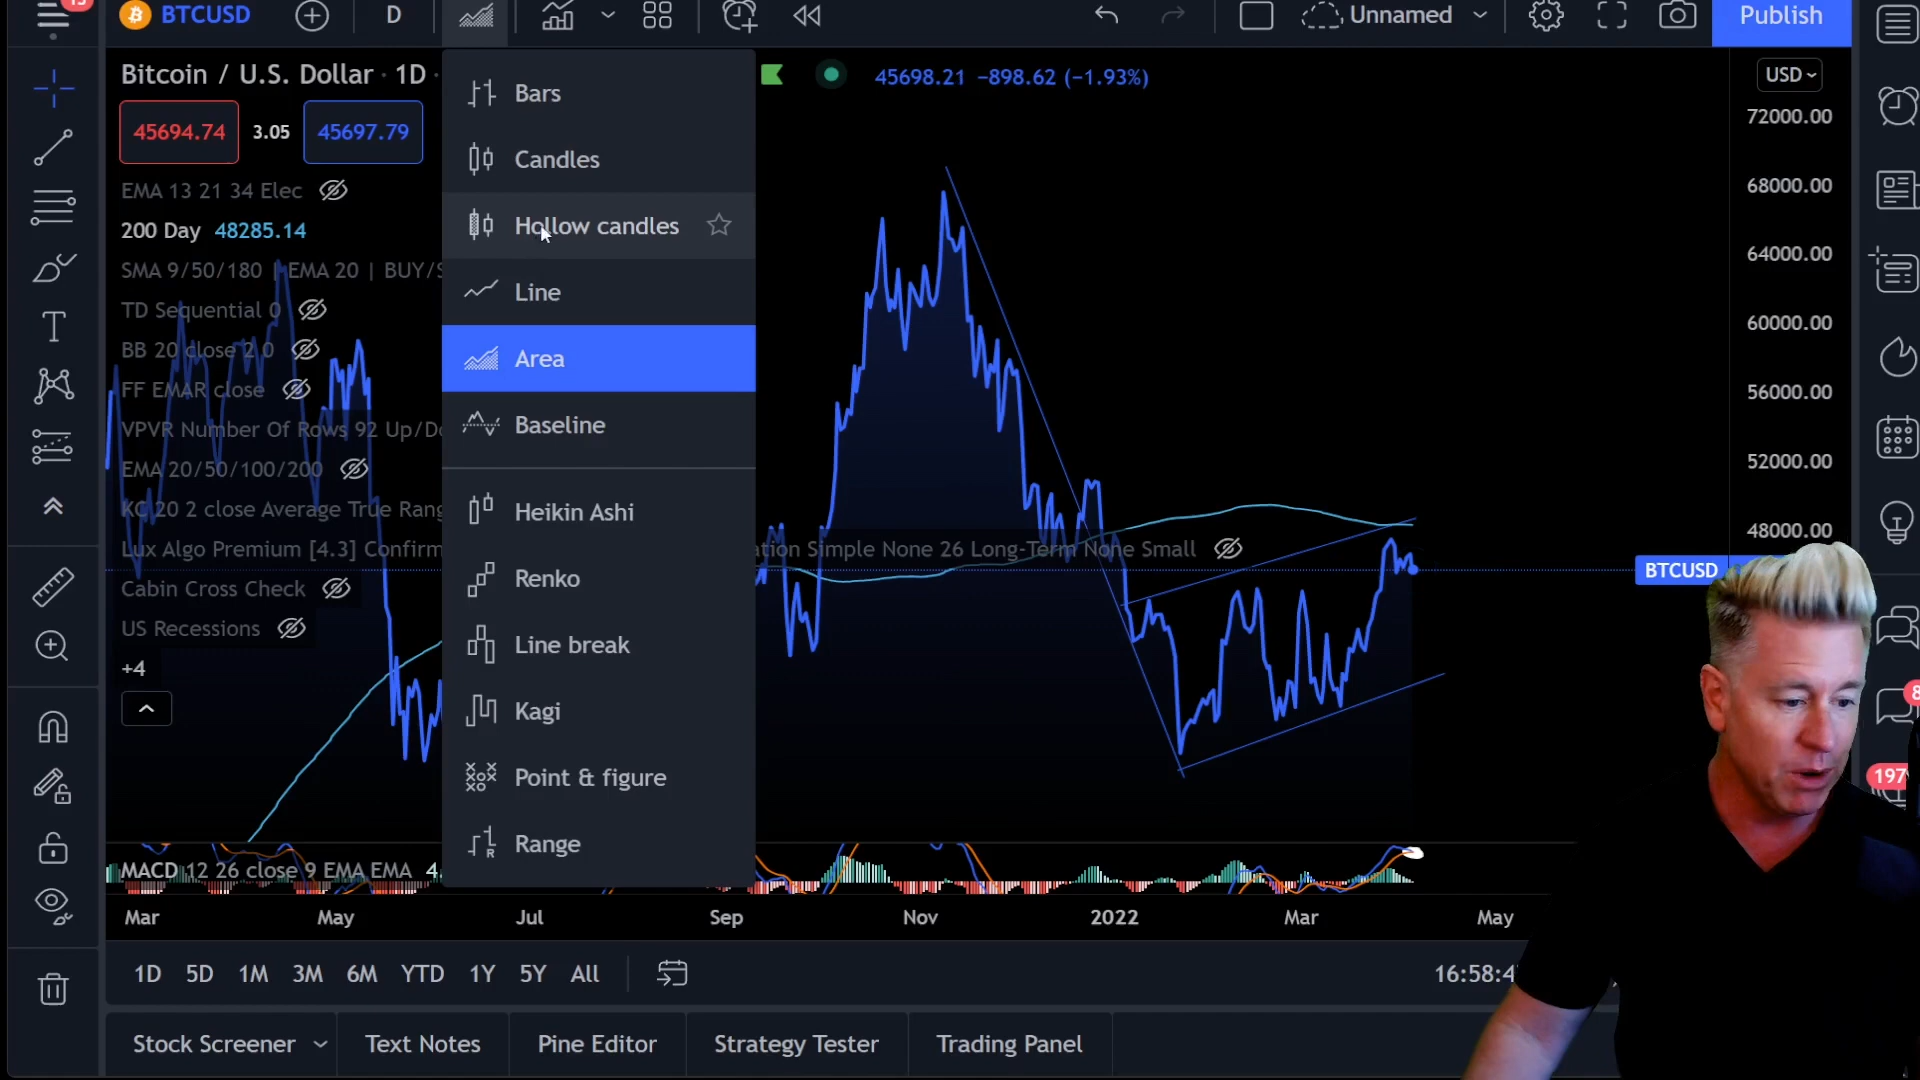 15
BTCUSD
D
Unnamed
Publish
Bitcoin / U.S. Dollar · 1D ·
45698.21 −898.62 (−1.93%)
USD
45694.74 3.05 45697.79
EMA 13 21 34 Elec
200 Day 48285.14
SMA 9/50/180 | EMA 20 | BUY/S
TD Sequential 0
BB 20 close 2 0
FF EMAR close
VPVR Number Of Rows 92 Up/Do
EMA 20/50/100/200
KC 20 2 close Average True Rang
Lux Algo Premium [4.3] Confirm
ation Simple None 26 Long-Term None Small
Cabin Cross Check
US Recessions
+4
Bars
Candles
Hollow candles
Line
Area
Baseline
Heikin Ashi
Renko
Line break
Kagi
Point & figure
Range
72000.00
68000.00
64000.00
60000.00
56000.00
52000.00
48000.00
BTCUSD
8
197
MACD 12 26 close 9 EMA EMA 4.
Mar May Jul Sep Nov 2022 Mar May
1D 5D 1M 3M 6M YTD 1Y 5Y All
16:58:4
Stock Screener Text Notes Pine Editor Strategy Tester Trading Panel